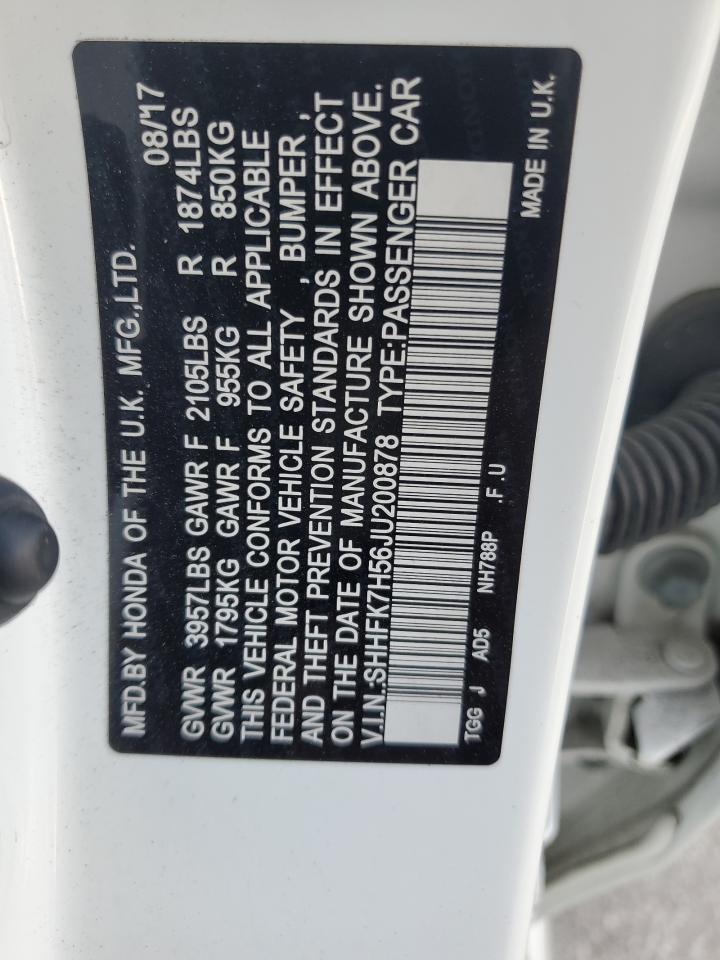 MFD.BY HONDA OF THE U.K. MFG.,LTD. 08/17
GVWR 3957LBS GAWR F 2105LBS R 1874LBS
GVWR 1795KG GAWR F 955KG R 850KG
THIS VEHICLE CONFORMS TO ALL APPLICABLE
FEDERAL MOTOR VEHICLE SAFETY , BUMPER ,
AND THEFT PREVENTION STANDARDS IN EFFECT
ON THE DATE OF MANUFACTURE SHOWN ABOVE.
V.I.N.:SHHFK7H56JU200878 TYPE:PASSENGER CAR
TGG J AD5 NH788P .F .U MADE IN U.K.